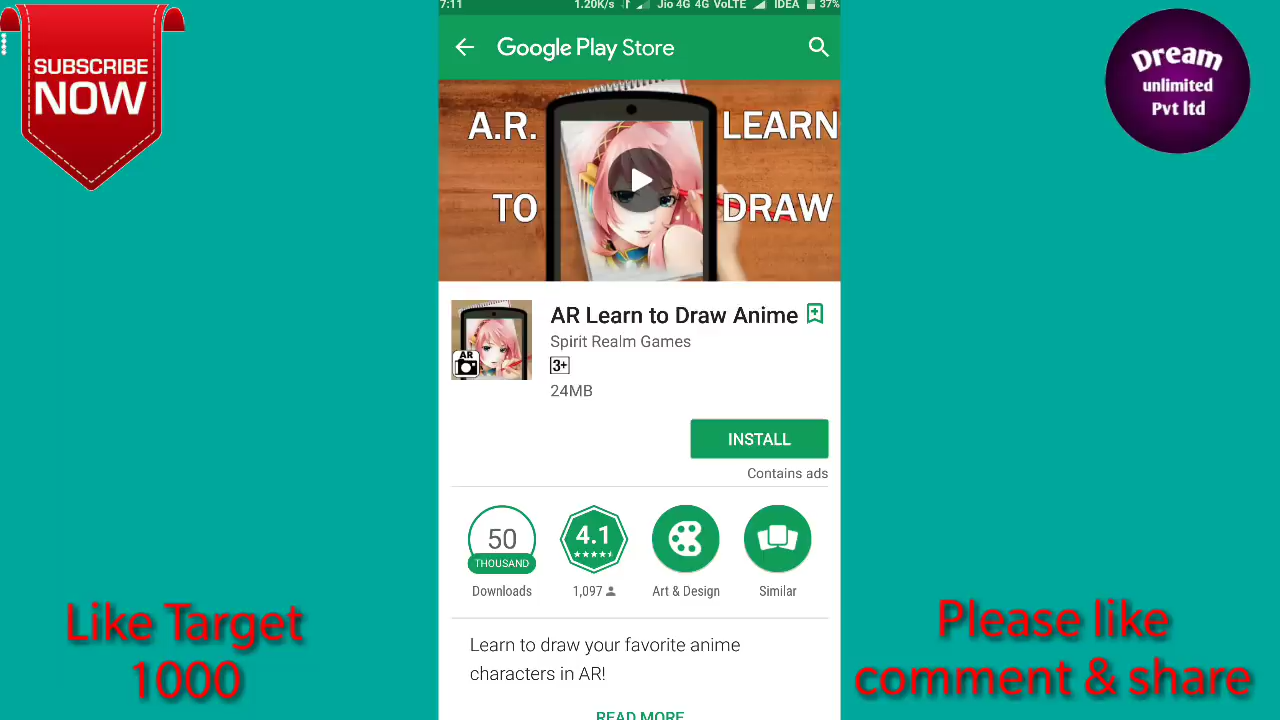 7:11 1.20K/s Jio 4G 4G VoLTE IDEA 37%
SUBSCRIBE
NOW
Google Play Store
Dream
unlimited
Pvt ltd
A.R. LEARN
TO DRAW
AR Learn to Draw Anime
Spirit Realm Games
AR
3+
24MB
INSTALL
Contains ads
50
THOUSAND
4.1
Downloads
1,097
Art & Design
Similar
Like Target
1000
Please like
comment & share
Learn to draw your favorite anime
characters in AR!
READ MORE